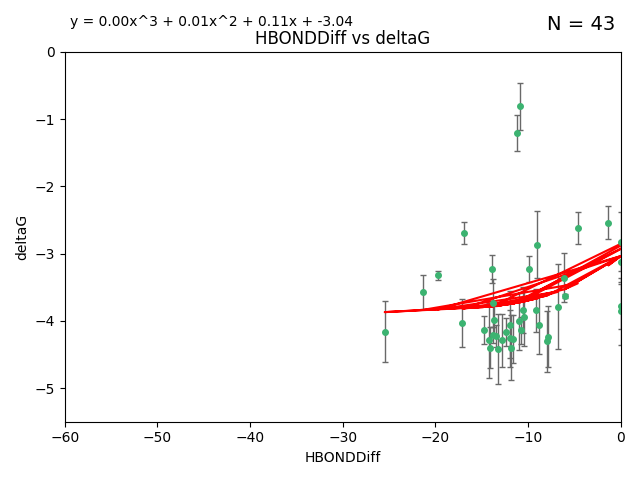 y = 0.00x^3 + 0.01x^2 + 0.11x + -3.04
N = 43
HBONDDiff vs deltaG
deltaG
0
−1
−2
−3
−4
−5
−60
−50
−40
−30
−20
−10
0
HBONDDiff